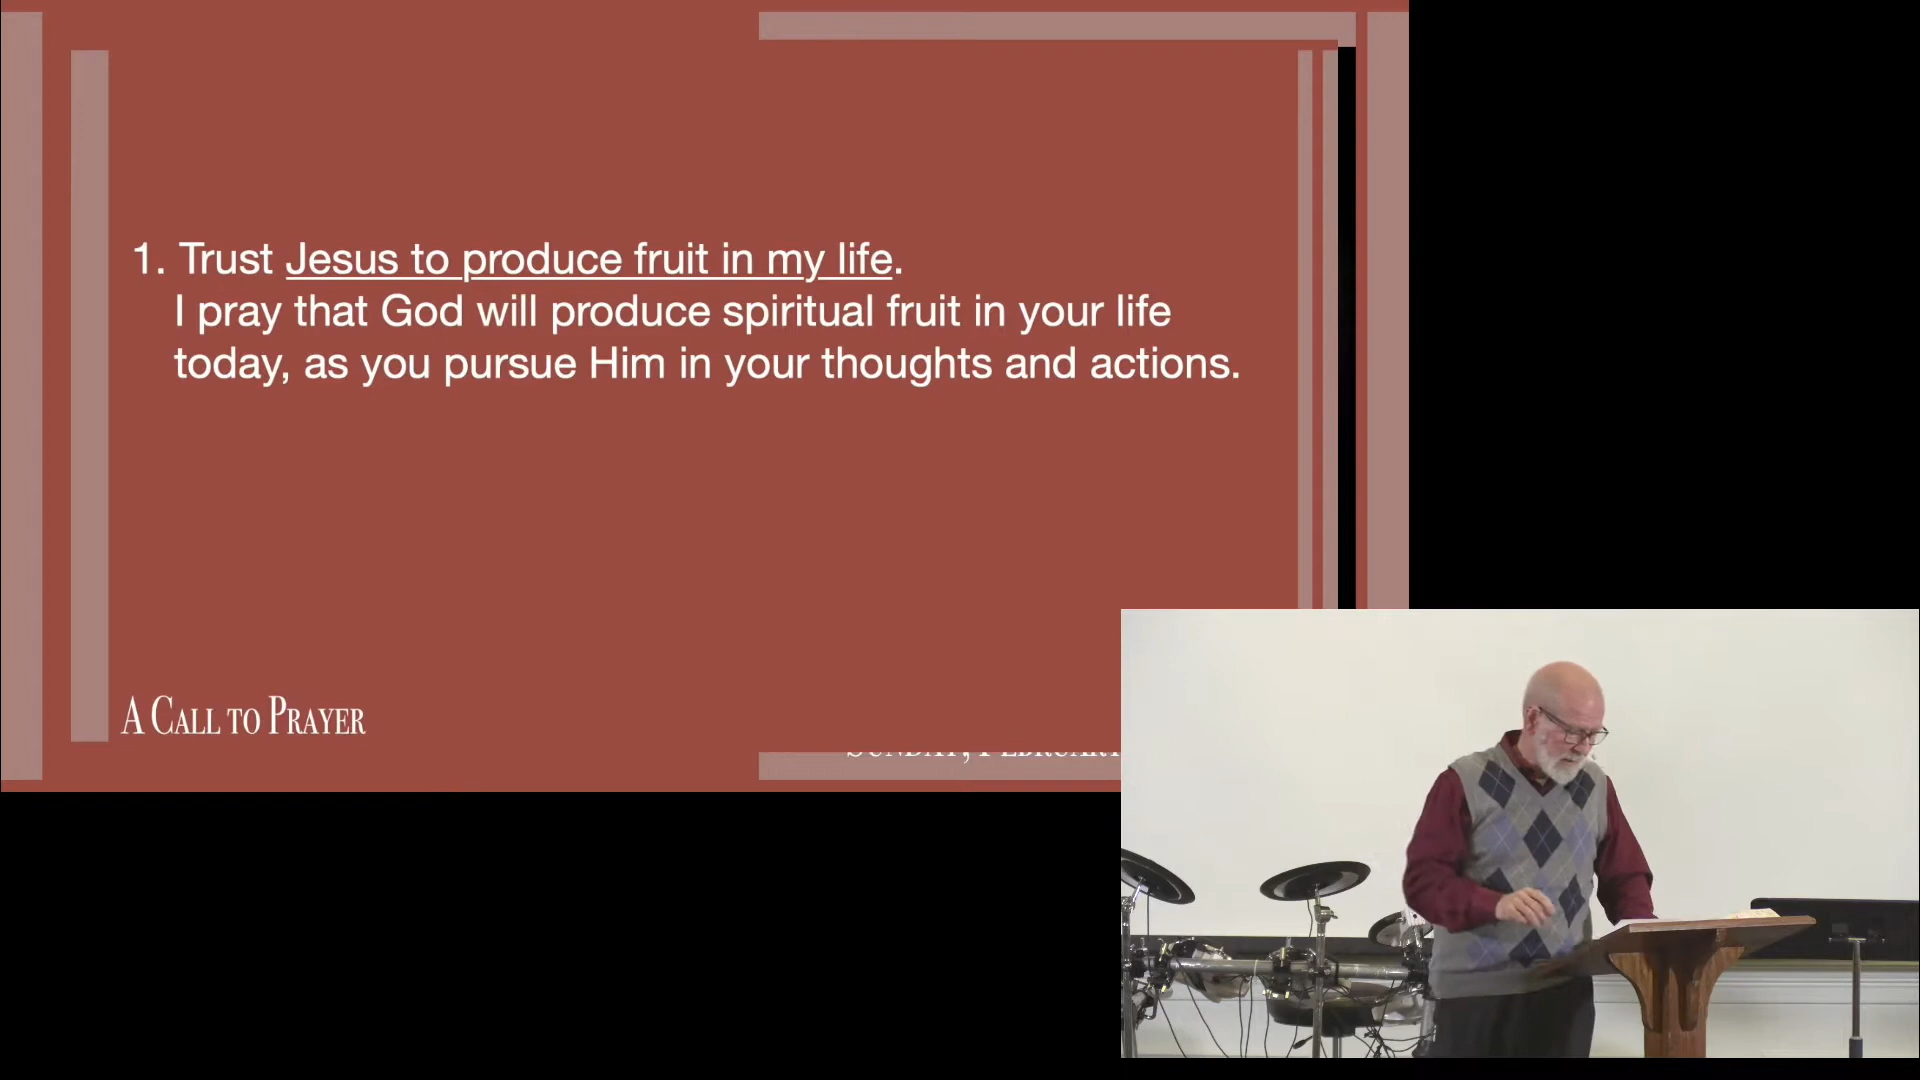 1. Trust Jesus to produce fruit in my life.
I pray that God will produce spiritual fruit in your life
today, as you pursue Him in your thoughts and actions.
A Call to Prayer